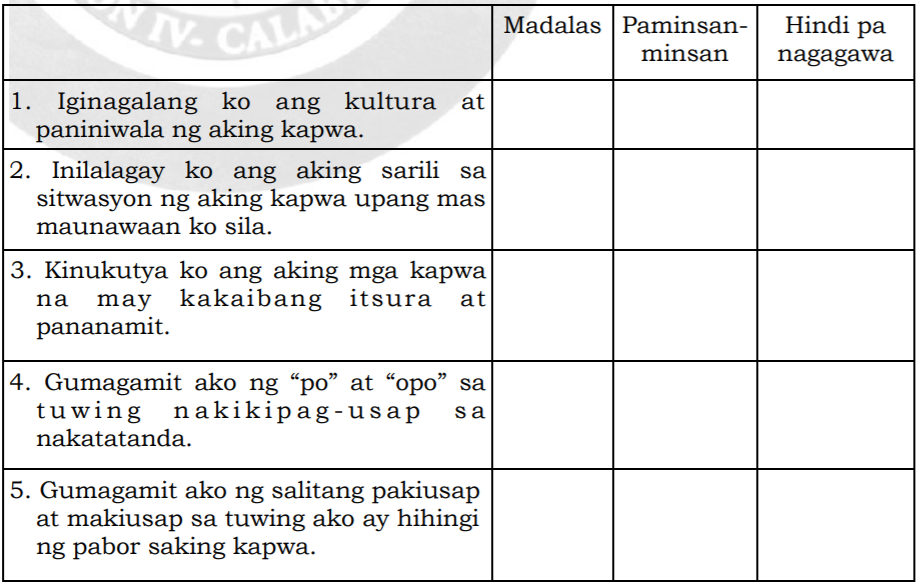 ON IV- CALAB
Madalas Paminsan-minsan Hindi pa nagagawa
1. Iginagalang ko ang kultura at
paniniwala ng aking kapwa.
2. Inilalagay ko ang aking sarili sa
sitwasyon ng aking kapwa upang mas
maunawaan ko sila.
3. Kinukutya ko ang aking mga kapwa
na may kakaibang itsura at
pananamit.
4. Gumagamit ako ng “po” at “opo” sa
tuwing nakikipag-usap sa
nakatatanda.
5. Gumagamit ako ng salitang pakiusap
at makiusap sa tuwing ako ay hihingi
ng pabor saking kapwa.